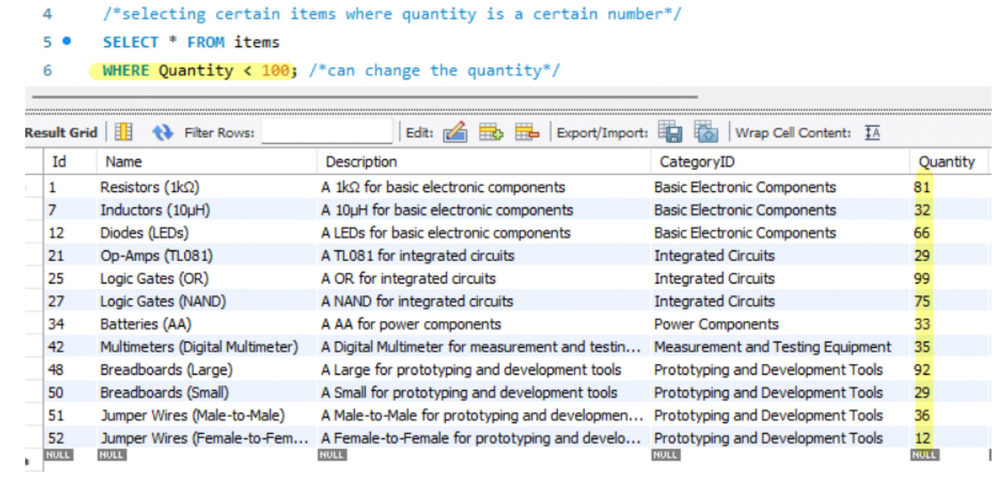 4 /*selecting certain items where quantity is a certain number*/
5 SELECT * FROM items
6 WHERE Quantity < 100; /*can change the quantity*/
Result Grid Filter Rows: Edit: Export/Import: Wrap Cell Content:
Id Name Description CategoryID Quantity
1 Resistors (1kΩ) A 1kΩ for basic electronic components Basic Electronic Components 81
7 Inductors (10µH) A 10µH for basic electronic components Basic Electronic Components 32
12 Diodes (LEDs) A LEDs for basic electronic components Basic Electronic Components 66
21 Op-Amps (TL081) A TL081 for integrated circuits Integrated Circuits 29
25 Logic Gates (OR) A OR for integrated circuits Integrated Circuits 99
27 Logic Gates (NAND) A NAND for integrated circuits Integrated Circuits 75
34 Batteries (AA) A AA for power components Power Components 33
42 Multimeters (Digital Multimeter) A Digital Multimeter for measurement and testin... Measurement and Testing Equipment 35
48 Breadboards (Large) A Large for prototyping and development tools Prototyping and Development Tools 92
50 Breadboards (Small) A Small for prototyping and development tools Prototyping and Development Tools 29
51 Jumper Wires (Male-to-Male) A Male-to-Male for prototyping and developmen... Prototyping and Development Tools 36
52 Jumper Wires (Female-to-Fem... A Female-to-Female for prototyping and develo... Prototyping and Development Tools 12
NULL NULL NULL NULL NULL